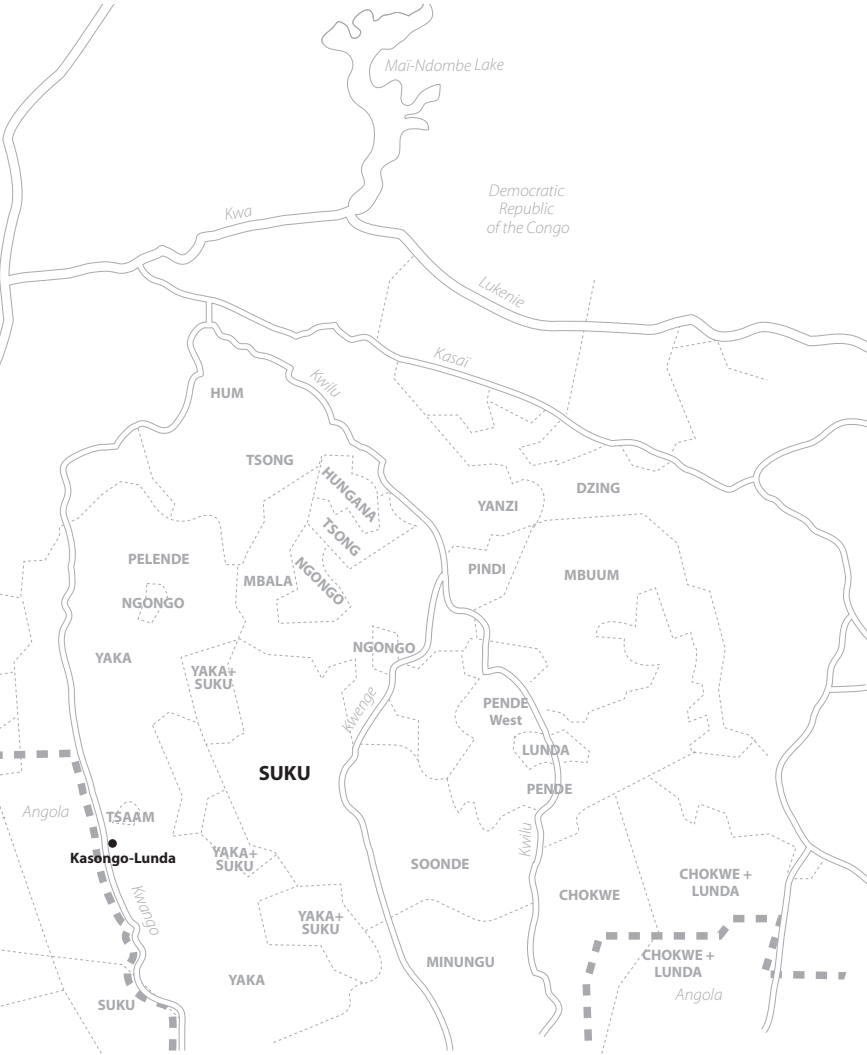 Maï-Ndombe Lake
Democratic
Republic
of the Congo
Kwa
Lukenie
Kasaï
Kwilu
HUM
TSONG
HUNGANA
DZING
YANZI
TSONG
PELENDE
PINDI
MBUUM
MBALA
NGONGO
NGONGO
NGONGO
YAKA
YAKA+
SUKU
Kwenge
PENDE
West
LUNDA
SUKU
PENDE
Angola
TSAAM
Kwilu
Kasongo-Lunda
YAKA+
SUKU
SOONDE
CHOKWE +
LUNDA
CHOKWE
Kwango
YAKA+
SUKU
MINUNGU
CHOKWE +
LUNDA
YAKA
Angola
SUKU